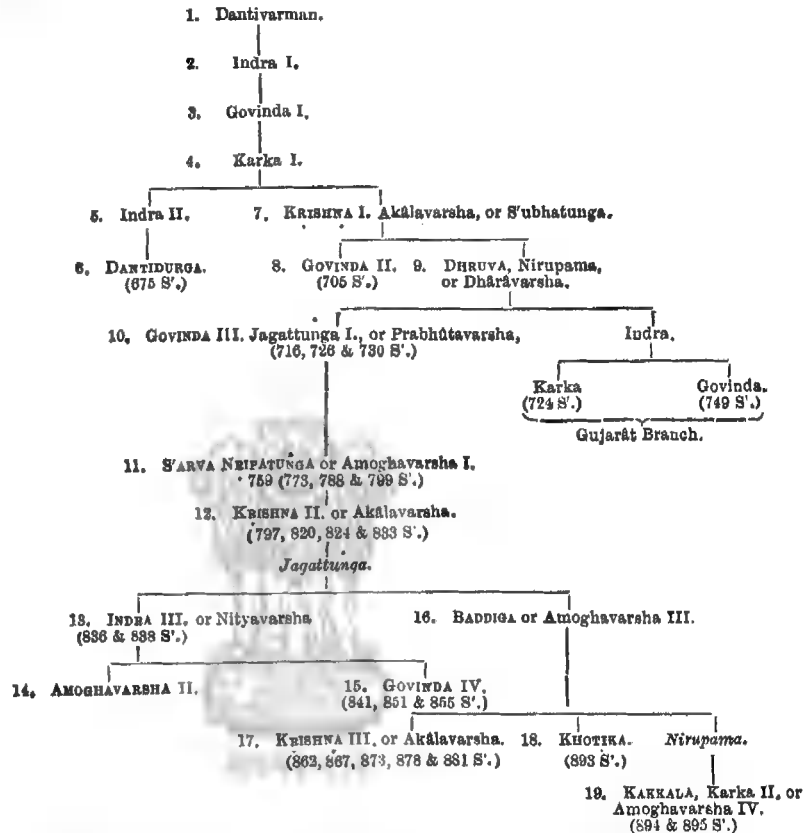 1. Dantivarman.
2. Indra I.
3. Govinda I.
4. Karka I.
5. Indra II. 7. KRISHNA I. Akâlavarsha, or S'ubhatunga.
6. DANTIDURGA. 8. GOVINDA II. 9. DHRUVA, Nirupama,
(675 S'.) (705 S'.) or Dhârâvarsha.
10. GOVINDA III. Jagattunga I., or Prabhûtavarsha, Indra.
(716, 726 & 730 S'.)
Karka Govinda.
(724 S'.) (749 S'.)
Gujarât Branch.
11. S'ARVA NRIPATUNGA or Amoghavarsha I.
759 (773, 788 & 799 S'.)
12. KRISHNA II. or Akâlavarsha.
(797, 820, 824 & 833 S'.)
Jagattunga.
13. INDRA III. or Nityavarsha 16. BADDIGA or Amoghavarsha III.
(836 & 838 S'.)
14. AMOGHAVARSHA II. 15. GOVINDA IV.
(841, 851 & 855 S'.)
17. KRISHNA III. or Akâlavarsha. 18. KHOTIKA. Nirupama.
(862, 867, 873, 878 & 881 S'.) (893 S'.)
19. KAKKALA, Karka II. or
Amoghavarsha IV.
(894 & 895 S'.)